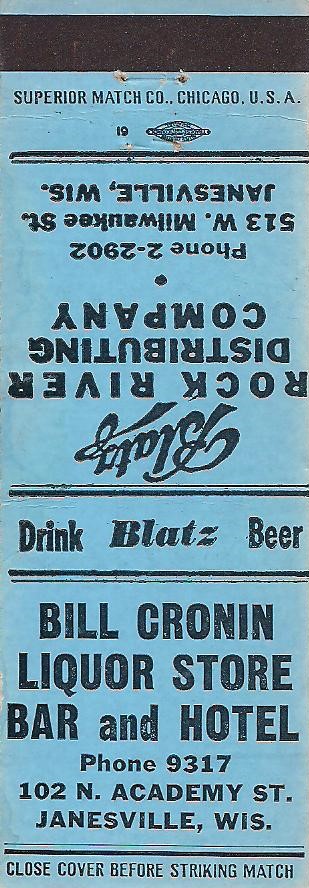 SUPERIOR MATCH CO., CHICAGO, U.S.A.
19
Blatz
ROCK RIVER
DISTRIBUTING
COMPANY
•
Phone 2-2902
513 W. Milwaukee St.
JANESVILLE, WIS.
Drink Blatz Beer
BILL CRONIN
LIQUOR STORE
BAR and HOTEL
Phone 9317
102 N. ACADEMY ST.
JANESVILLE, WIS.
CLOSE COVER BEFORE STRIKING MATCH